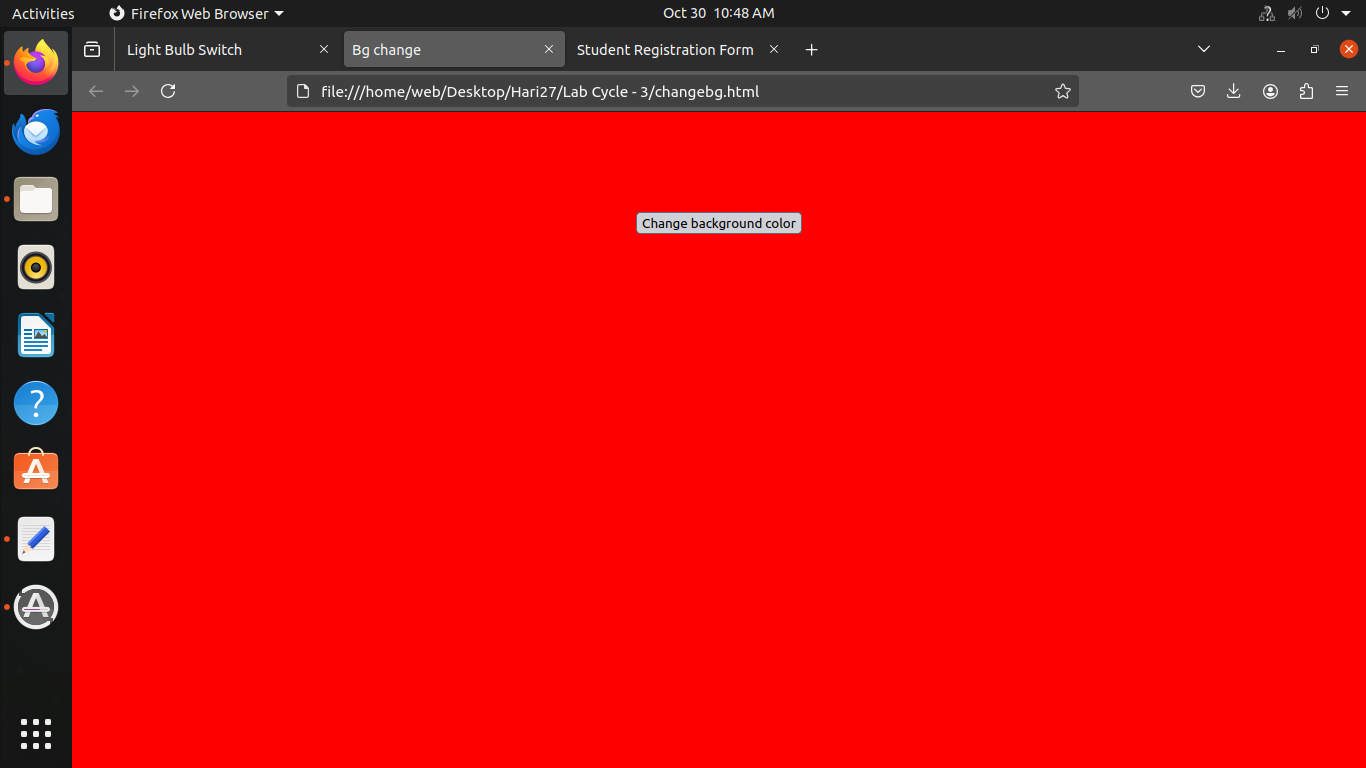 Activities
Firefox Web Browser
Oct 30 10:48 AM
Light Bulb Switch
Bg change
Student Registration Form
file:///home/web/Desktop/Hari27/Lab Cycle - 3/changebg.html
Change background color